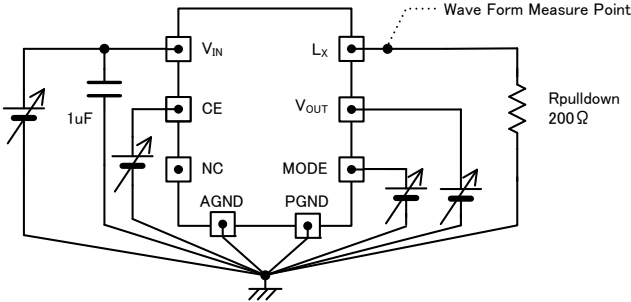 Wave Form Measure Point
VIN
LX
1uF
CE
VOUT
Rpulldown
200Ω
NC
MODE
AGND
PGND